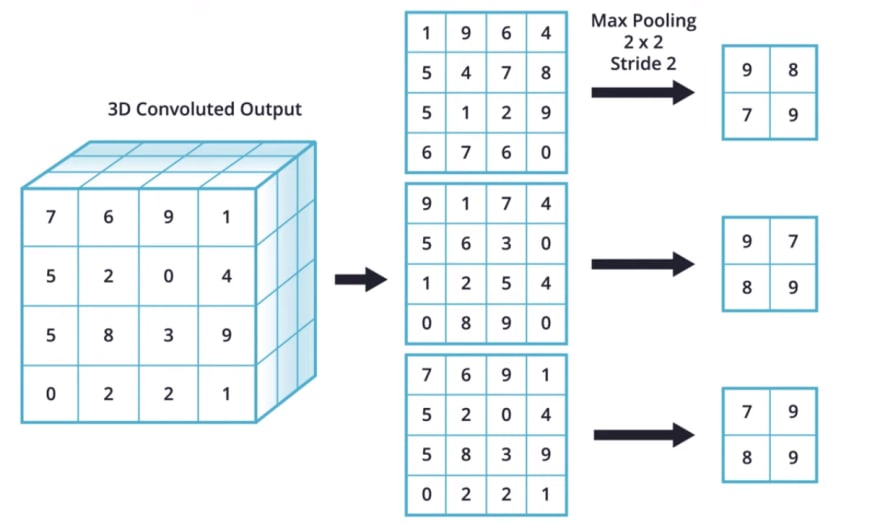 3D Convoluted Output
7 6 9 1
5 2 0 4
5 8 3 9
0 2 2 1
1 9 6 4
5 4 7 8
5 1 2 9
6 7 6 0
Max Pooling
2 x 2
Stride 2
9 8
7 9
9 1 7 4
5 6 3 0
1 2 5 4
0 8 9 0
9 7
8 9
7 6 9 1
5 2 0 4
5 8 3 9
0 2 2 1
7 9
8 9